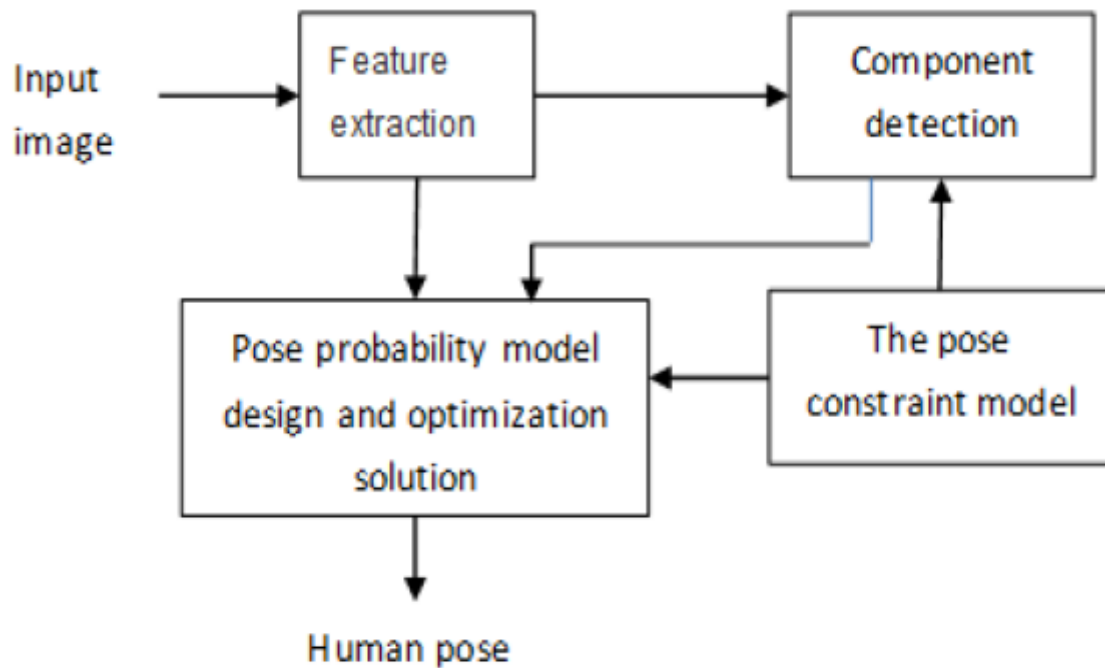 Input
image
Feature
extraction
Component
detection
Pose probability model
design and optimization
solution
The pose
constraint model
Human pose